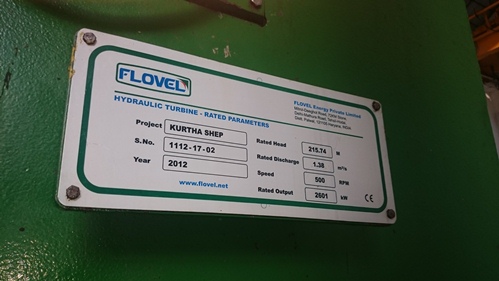 FLOVEL
FLOVEL Energy Private Limited
HYDRAULIC TURBINE - RATED PARAMETERS
Project KURTHA SHEP
S.No. 1112-17-02
Year 2012
www.flovel.net
Rated Head 215.74 M
Rated Discharge 1.38 m³/s
Speed 500 RPM
Rated Output 2601 kW
CE